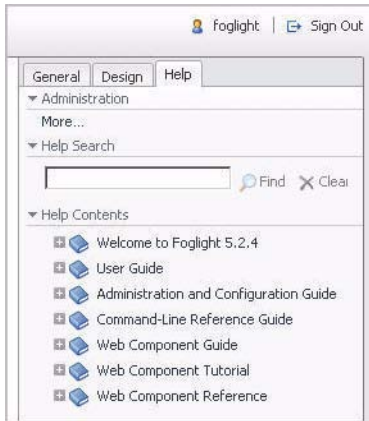 foglight | Sign Out
General Design Help
Administration
More...
Help Search
Find Clear
Help Contents
Welcome to Foglight 5.2.4
User Guide
Administration and Configuration Guide
Command-Line Reference Guide
Web Component Guide
Web Component Tutorial
Web Component Reference